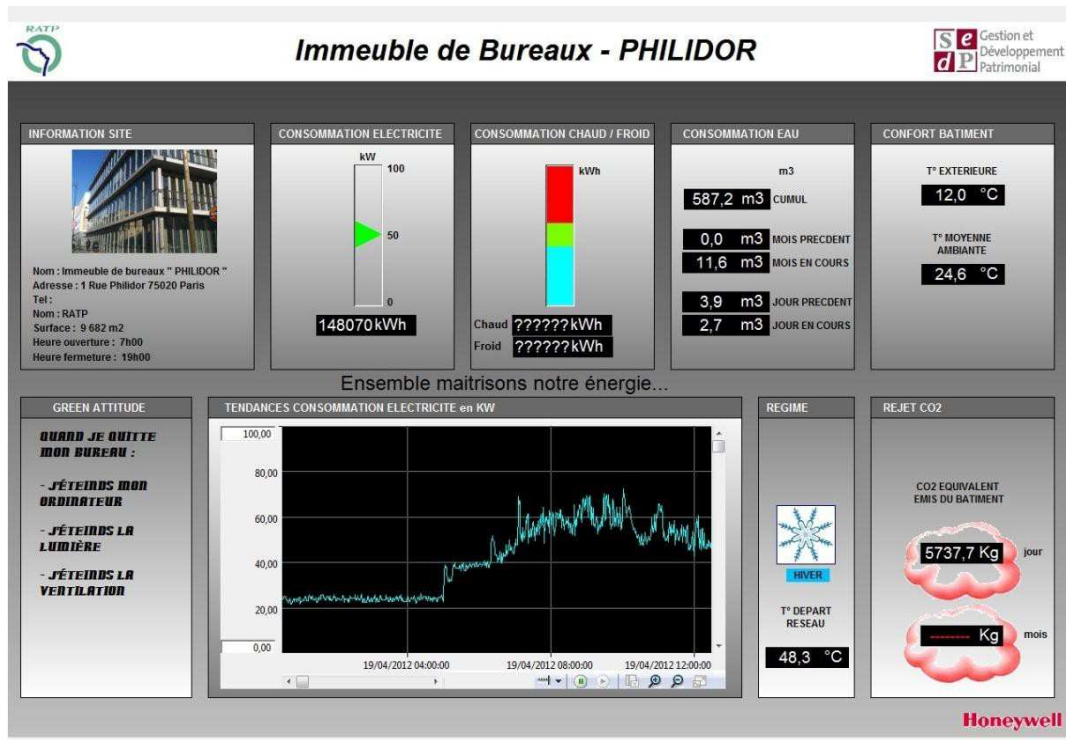 RATP
Immeuble de Bureaux - PHILIDOR
S e d P
Gestion et
Développement
Patrimonial
INFORMATION SITE
Nom : Immeuble de bureaux " PHILIDOR "
Adresse : 1 Rue Philidor 75020 Paris
Tel :
Nom : RATP
Surface : 9 682 m2
Heure ouverture : 7h00
Heure fermeture : 19h00
CONSOMMATION ELECTRICITE
kW
100
50
0
148070 kWh
CONSOMMATION CHAUD / FROID
kWh
Chaud ??????kWh
Froid ??????kWh
CONSOMMATION EAU
m3
587,2 m3 CUMUL
0,0 m3 MOIS PRECDENT
11,6 m3 MOIS EN COURS
3,9 m3 JOUR PRECDENT
2,7 m3 JOUR EN COURS
CONFORT BATIMENT
T° EXTERIEURE
12,0 °C
T° MOYENNE
AMBIANTE
24,6 °C
Ensemble maitrisons notre énergie...
GREEN ATTITUDE
QUAND JE QUITTE
MON BUREAU :
- J'ÉTEINDS MON
ORDINATEUR
- J'ÉTEINDS LA
LUMIÈRE
- J'ÉTEINDS LA
VENTILATION
TENDANCES CONSOMMATION ELECTRICITE en KW
100,00
80,00
60,00
40,00
20,00
0,00
19/04/2012 04:00:00 19/04/2012 08:00:00 19/04/2012 12:00:00
REGIME
HIVER
T° DEPART
RESEAU
48,3 °C
REJET CO2
CO2 EQUIVALENT
EMIS DU BATIMENT
5737,7 Kg jour
-------- Kg mois
Honeywell